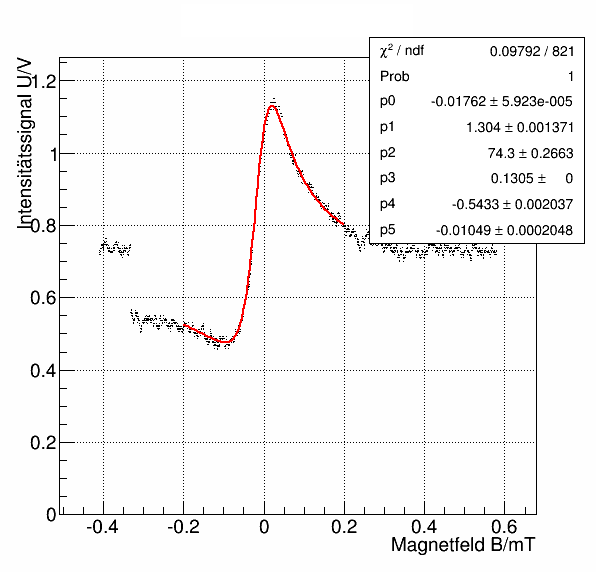 χ² / ndf 0.09792 / 821
Prob 1
p0 -0.01762 ± 5.923e-005
p1 1.304 ± 0.001371
p2 74.3 ± 0.2663
p3 0.1305 ± 0
p4 -0.5433 ± 0.002037
p5 -0.01049 ± 0.0002048
Intensitätssignal U/V
1.2
1
0.8
0.6
0.4
0.2
0
-0.4 -0.2 0 0.2 0.4 0.6
Magnetfeld B/mT